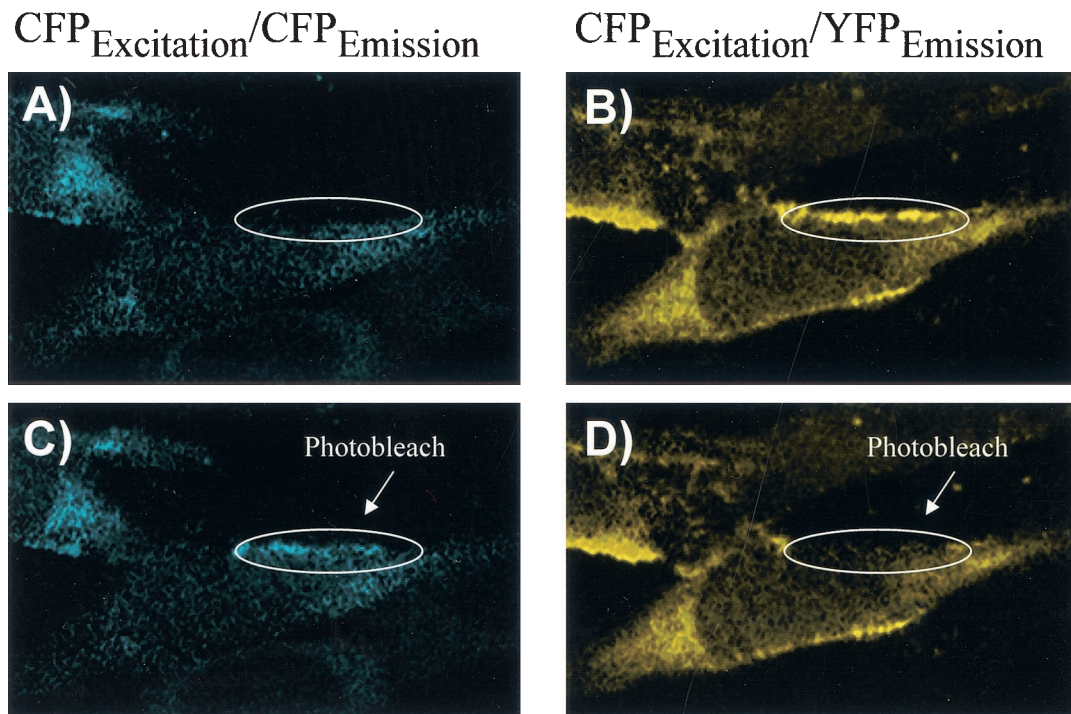 CFPExcitation/CFPEmission
CFPExcitation/YFPEmission
A)
B)
C)
Photobleach
D)
Photobleach